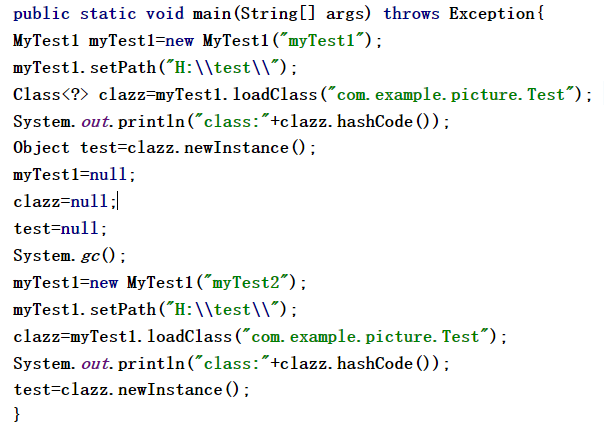 public static void main(String[] args) throws Exception{
MyTest1 myTest1=new MyTest1("myTest1");
myTest1.setPath("H:\\test\\");
Class<?> clazz=myTest1.loadClass("com.example.picture.Test");
System.out.println("class:"+clazz.hashCode());
Object test=clazz.newInstance();
myTest1=null;
clazz=null;
test=null;
System.gc();
myTest1=new MyTest1("myTest2");
myTest1.setPath("H:\\test\\");
clazz=myTest1.loadClass("com.example.picture.Test");
System.out.println("class:"+clazz.hashCode());
test=clazz.newInstance();
}